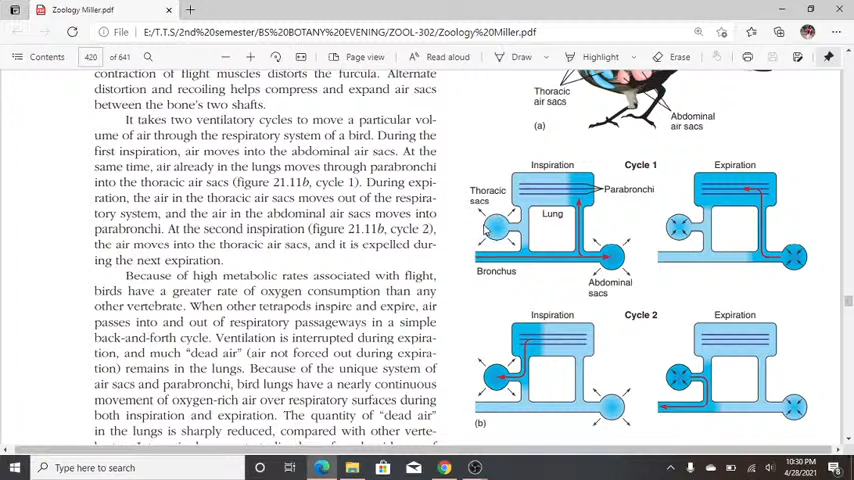 Zoology Miller.pdf
File
E:/T.T.S/2nd%20semester/BS%20BOTANY%20EVENING/ZOOL-302/Zoology%20Miller.pdf
Contents
420
of 641
Page view
Read aloud
Draw
Highlight
Erase
contraction of flight muscles distorts the furcula. Alternate
distortion and recoiling helps compress and expand air sacs
between the bone's two shafts.
It takes two ventilatory cycles to move a particular vol-
ume of air through the respiratory system of a bird. During the
first inspiration, air moves into the abdominal air sacs. At the
same time, air already in the lungs moves through parabronchi
into the thoracic air sacs (figure 21.11b, cycle 1). During expi-
ration, the air in the thoracic air sacs moves out of the respira-
tory system, and the air in the abdominal air sacs moves into
parabronchi. At the second inspiration (figure 21.11b, cycle 2),
the air moves into the thoracic air sacs, and it is expelled dur-
ing the next expiration.
Because of high metabolic rates associated with flight,
birds have a greater rate of oxygen consumption than any
other vertebrate. When other tetrapods inspire and expire, air
passes into and out of respiratory passageways in a simple
back-and-forth cycle. Ventilation is interrupted during expira-
tion, and much "dead air" (air not forced out during expira-
tion) remains in the lungs. Because of the unique system of
air sacs and parabronchi, bird lungs have a nearly continuous
movement of oxygen-rich air over respiratory surfaces during
both inspiration and expiration. The quantity of "dead air"
in the lungs is sharply reduced, compared with other verte-
Thoracic
air sacs
Abdominal
air sacs
(a)
Inspiration
Cycle 1
Expiration
Thoracic
sacs
Parabronchi
Lung
Bronchus
Abdominal
sacs
Inspiration
Cycle 2
Expiration
(b)
Type here to search
10:30 PM
4/28/2021